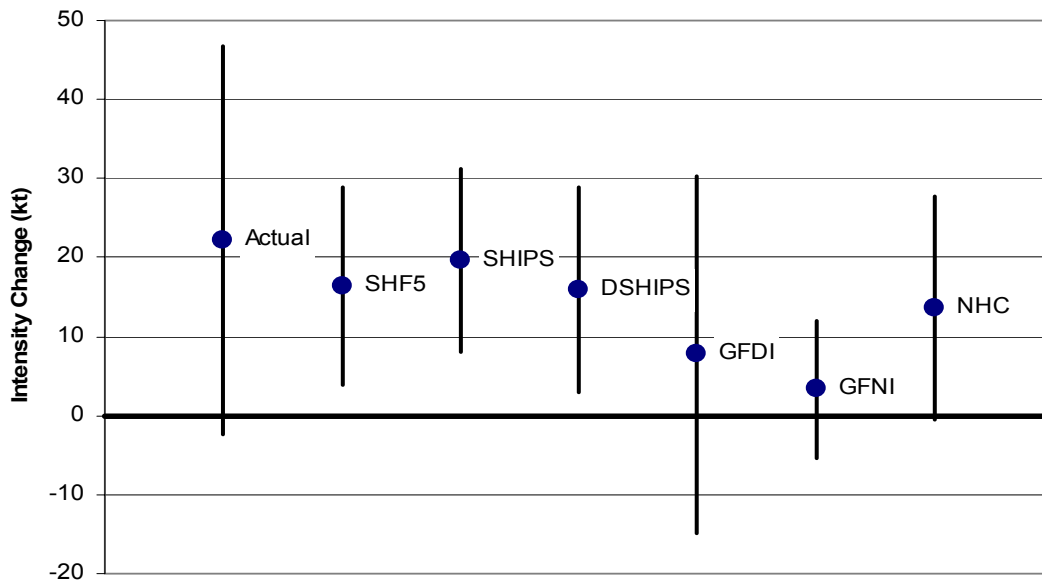 50
40
30
20
10
0
-10
-20
Intensity Change (kt)
Actual
SHF5
SHIPS
DSHIPS
GFDI
GFNI
NHC